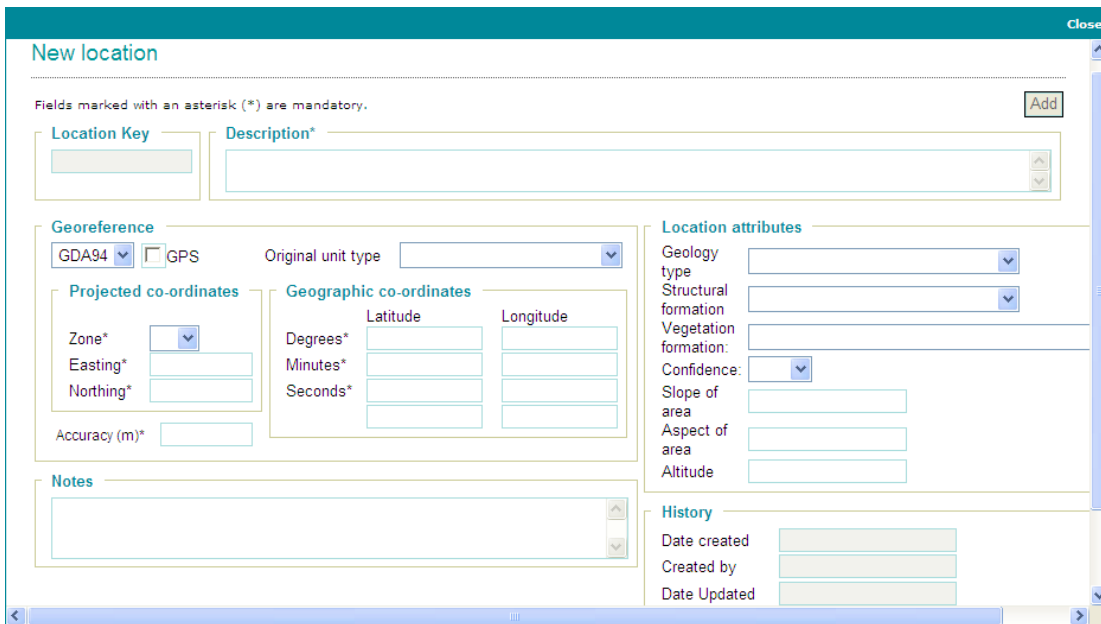 Close
New location
Fields marked with an asterisk (*) are mandatory.
Add
Location Key
Description*
Georeference
GDA94
GPS
Original unit type
Projected co-ordinates
Zone*
Easting*
Northing*
Accuracy (m)*
Geographic co-ordinates
Latitude Longitude
Degrees*
Minutes*
Seconds*
Notes
Location attributes
Geology
type
Structural
formation
Vegetation
formation:
Confidence:
Slope of
area
Aspect of
area
Altitude
History
Date created
Created by
Date Updated